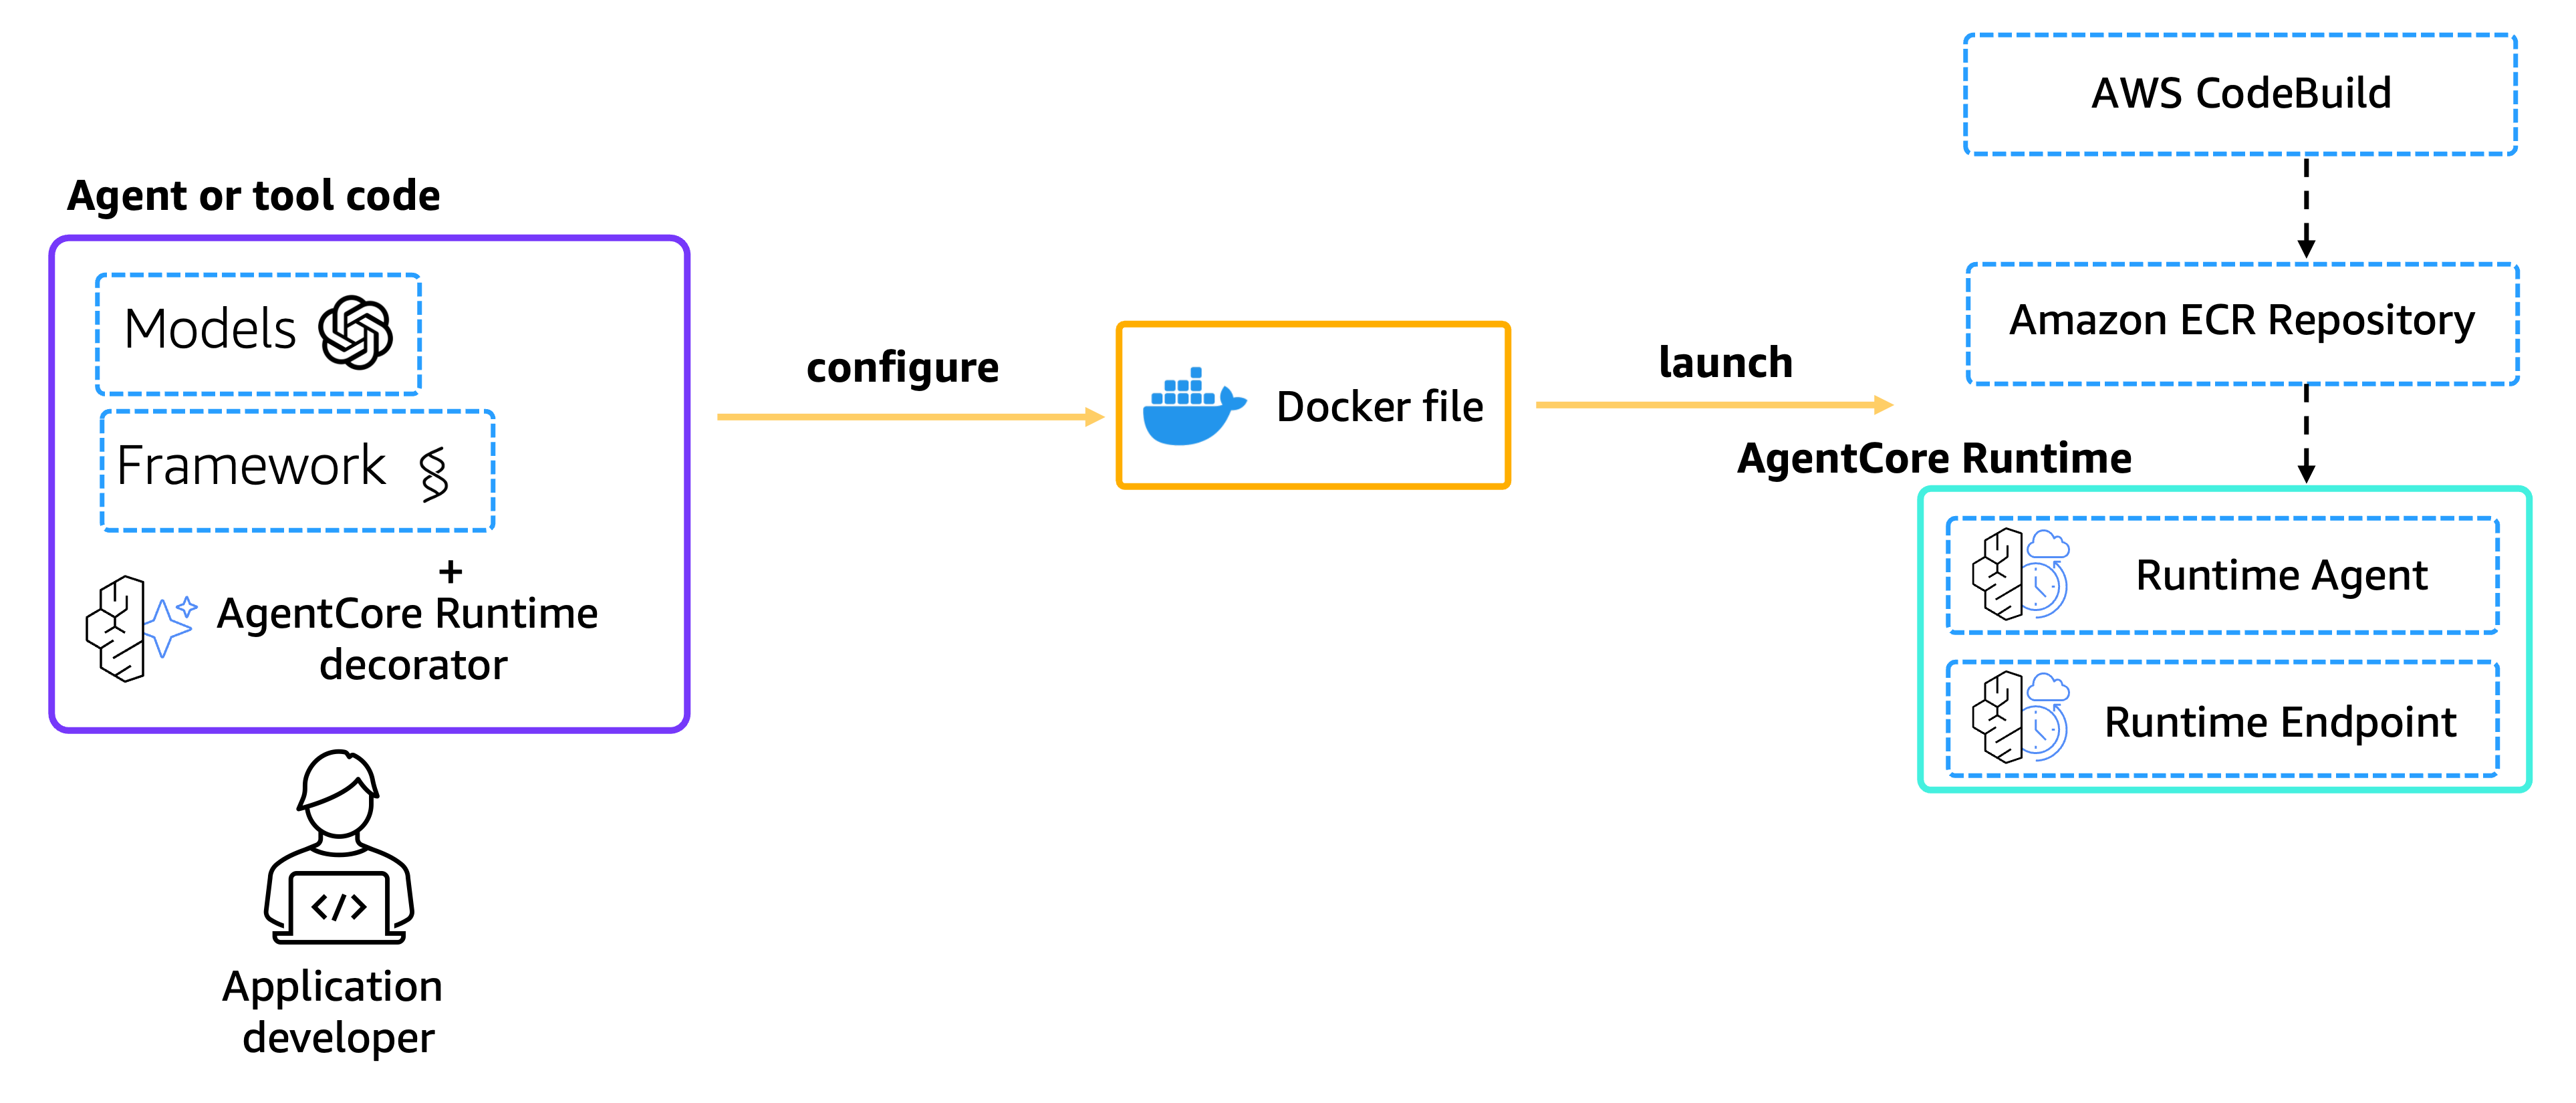 Agent or tool code
Models
Framework
+
AgentCore Runtime
decorator
</>
Application
developer
configure
Docker file
launch
AWS CodeBuild
Amazon ECR Repository
AgentCore Runtime
Runtime Agent
Runtime Endpoint